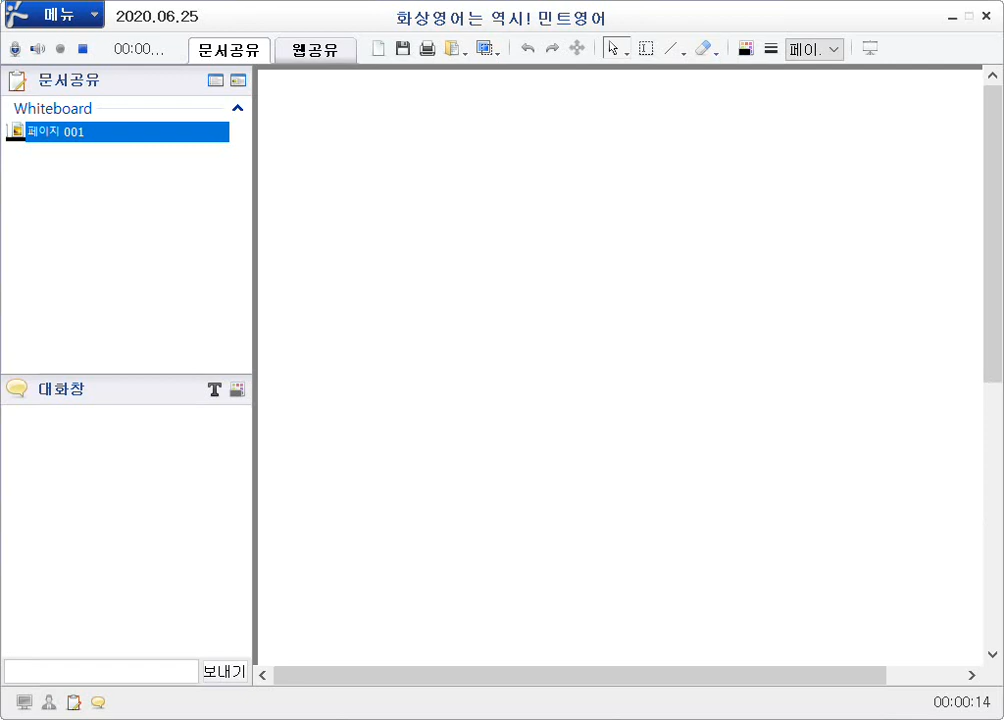 메뉴 2020.06.25 화상영어는 역시! 민트영어
00:00... 문서공유 웹공유 페이.
문서공유
Whiteboard
페이지 001
대화창
보내기
00:00:14